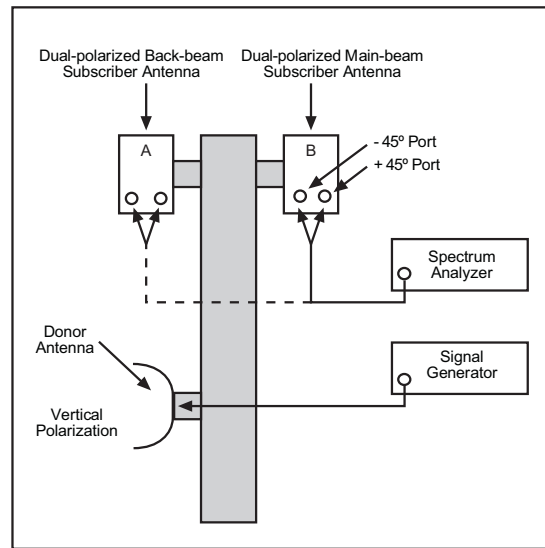 Dual-polarized Back-beam
Subscriber Antenna
Dual-polarized Main-beam
Subscriber Antenna
A
B
- 45º Port
+ 45º Port
Spectrum
Analyzer
Donor
Antenna
Signal
Generator
Vertical
Polarization